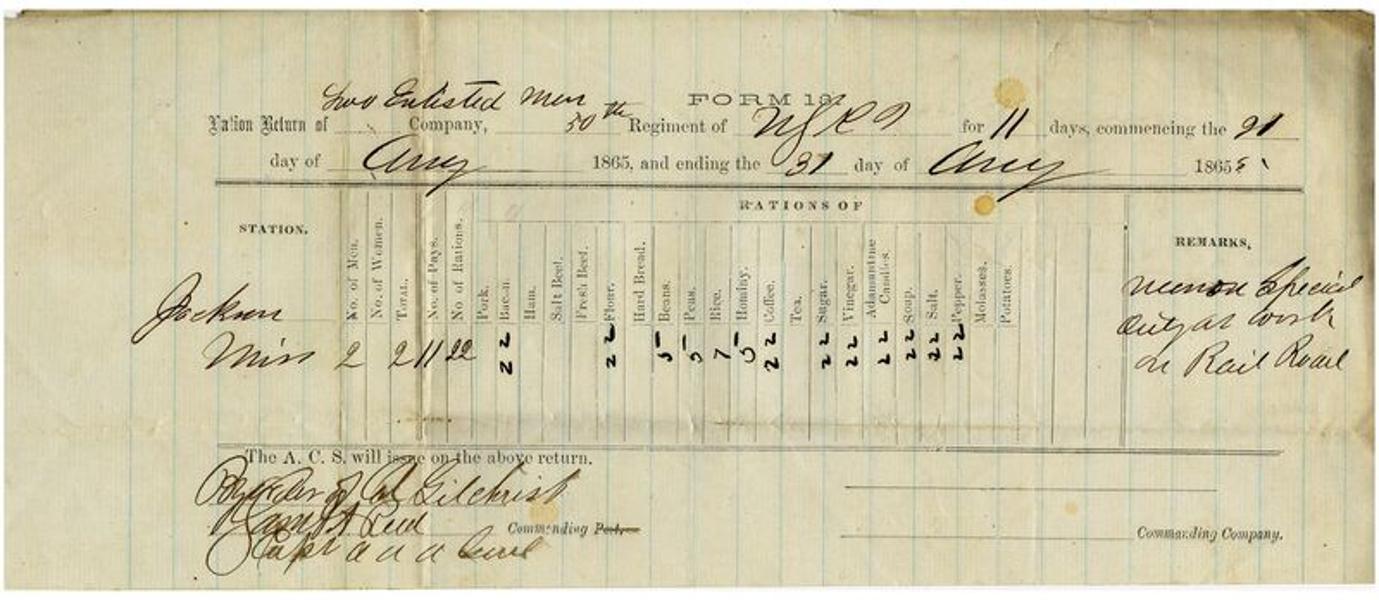 FORM 13
Two Enlisted Men
Ration Return of Company, 50th Regiment of for 11 days, commencing the 21
day of Aug 1865, and ending the 31 day of Aug 1865
RATIONS OF
STATION.
No. of Men.
No. of Women.
TOTAL.
No. of Days.
No of Rations.
Pork.
Bacon.
Ham.
Salt Beef.
Fresh Beef.
Flour.
Hard Bread.
Beans.
Peas.
Rice.
Hominy.
Coffee.
Tea.
Sugar.
Vinegar.
Adamantine Candles.
Soap.
Salt.
Pepper.
Molasses.
Potatoes.
REMARKS,
Jackson
Miss 2 2 11 22 22 22 5 5 7 5 22 22 22 22 22 22 22
men on Special
duty at work
on Rail Road
The A. C. S. will issue on the above return.
By order of Col Gilchrist
Commanding Post,
Capt
Commanding Company.